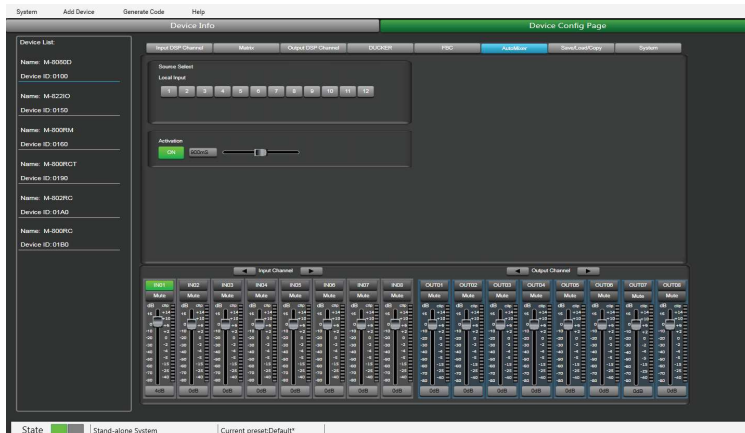 System Add Device Generate Code Help
Device Info Device Config Page
Device List:
Name: M-8080D
Device ID:0100
Name: M-822IO
Device ID:0150
Name: M-800RM
Device ID:0160
Name: M-800RCT
Device ID:0190
Name: M-802RC
Device ID:01A0
Name: M-800RC
Device ID:01B0
Input DSP Channel Matrix Output DSP Channel DUCKER FBC AutoMixer Save/Load/Copy System
Source Select
Local Input
1 2 3 4 5 6 7 8 9 10 11 12
Activation
ON 900mS
Input Channel Output Channel
IN01 IN02 IN03 IN04 IN05 IN06 IN07 IN08 OUT01 OUT02 OUT03 OUT04 OUT05 OUT06 OUT07 OUT08
Mute Mute Mute Mute Mute Mute Mute Mute Mute Mute Mute Mute Mute Mute Mute Mute
4dB 0dB 0dB 0dB 0dB 0dB 0dB 0dB 0dB 0dB 0dB 0dB 0dB 0dB 0dB 0dB
State Stand-alone System Current preset:Default*